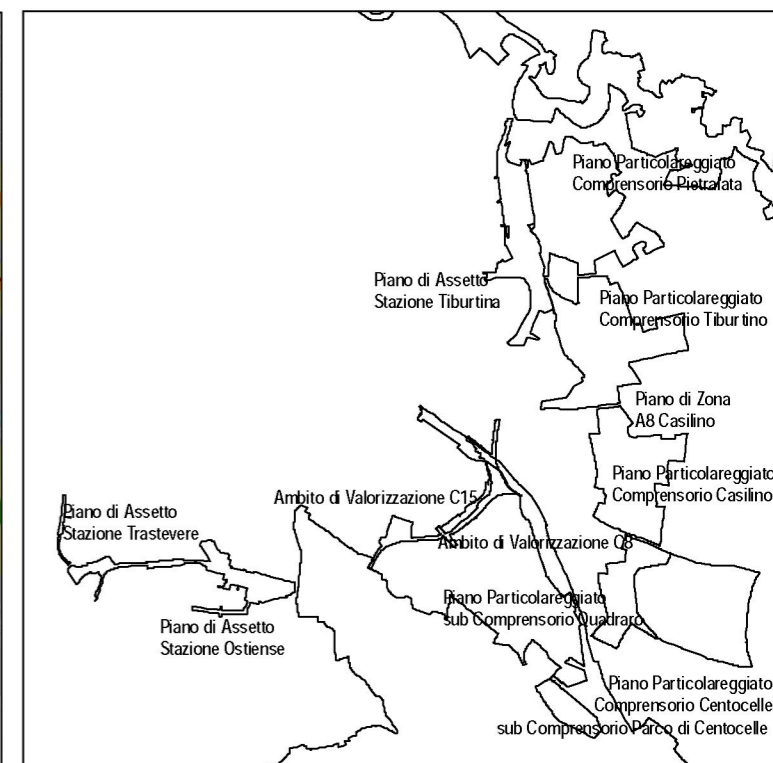 Piano Particolareggiato
Comprensorio Pietralata
Piano di Assetto
Stazione Tiburtina
Piano Particolareggiato
Comprensorio Tiburtino
Piano di Zona
A8 Casilino
Piano Particolareggiato
Comprensorio Casilino
Ambito di Valorizzazione C15
Piano di Assetto
Stazione Trastevere
Ambito di Valorizzazione C8
Piano Particolareggiato
sub Comprensorio Quadraro
Piano di Assetto
Stazione Ostiense
Piano Particolareggiato
Comprensorio Centocelle
sub Comprensorio Parco di Centocelle